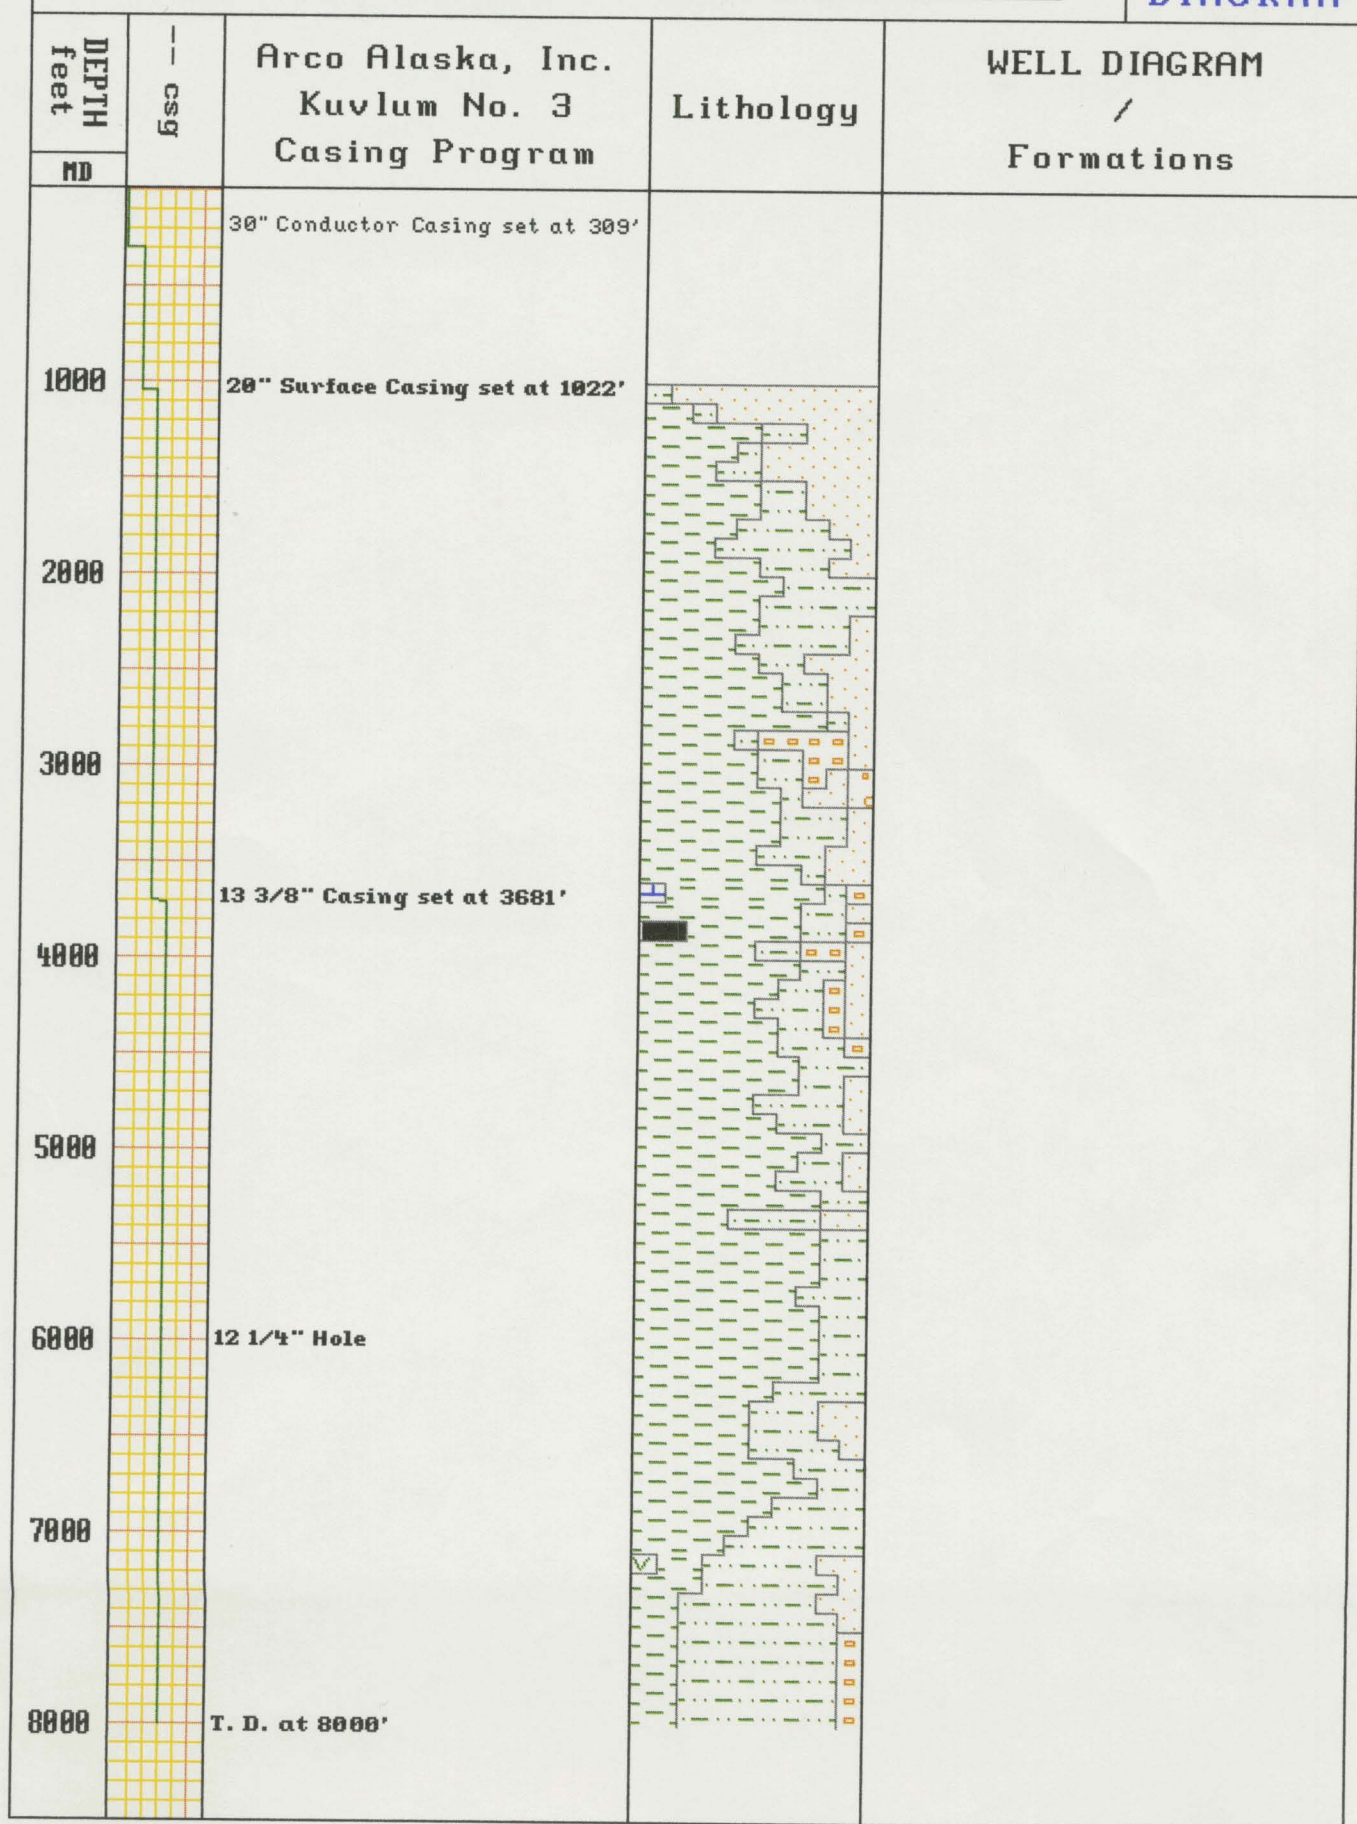 DIAGRAM
DEPTH
feet
MD
-- csg
Arco Alaska, Inc.
Kuvlum No. 3
Casing Program
Lithology
WELL DIAGRAM
/
Formations
30" Conductor Casing set at 309'
1000
20" Surface Casing set at 1022'
2000
3000
13 3/8" Casing set at 3681'
4000
5000
6000
12 1/4" Hole
7000
8000
T. D. at 8000'